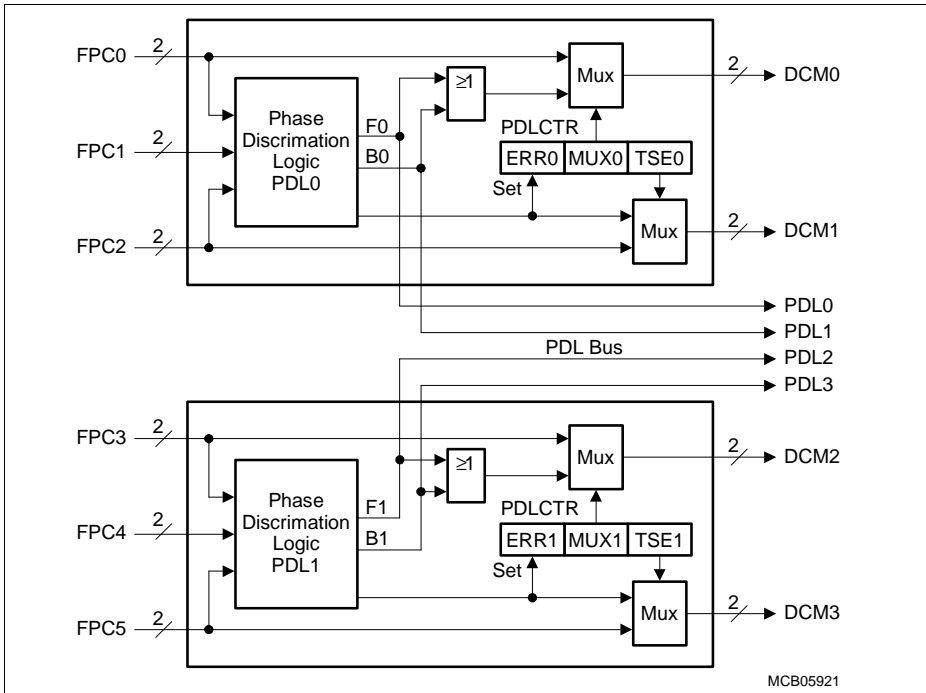 FPC0
2
FPC1
2
FPC2
2
Phase
Discrimation
Logic
PDL0
F0
B0
≥1
Mux
2
DCM0
PDLCTR
ERR0 MUX0 TSE0
Set
Mux
2
DCM1
PDL0
PDL1
PDL Bus
PDL2
PDL3
FPC3
2
FPC4
2
FPC5
2
Phase
Discrimation
Logic
PDL1
F1
B1
≥1
Mux
2
DCM2
PDLCTR
ERR1 MUX1 TSE1
Set
Mux
2
DCM3
MCB05921